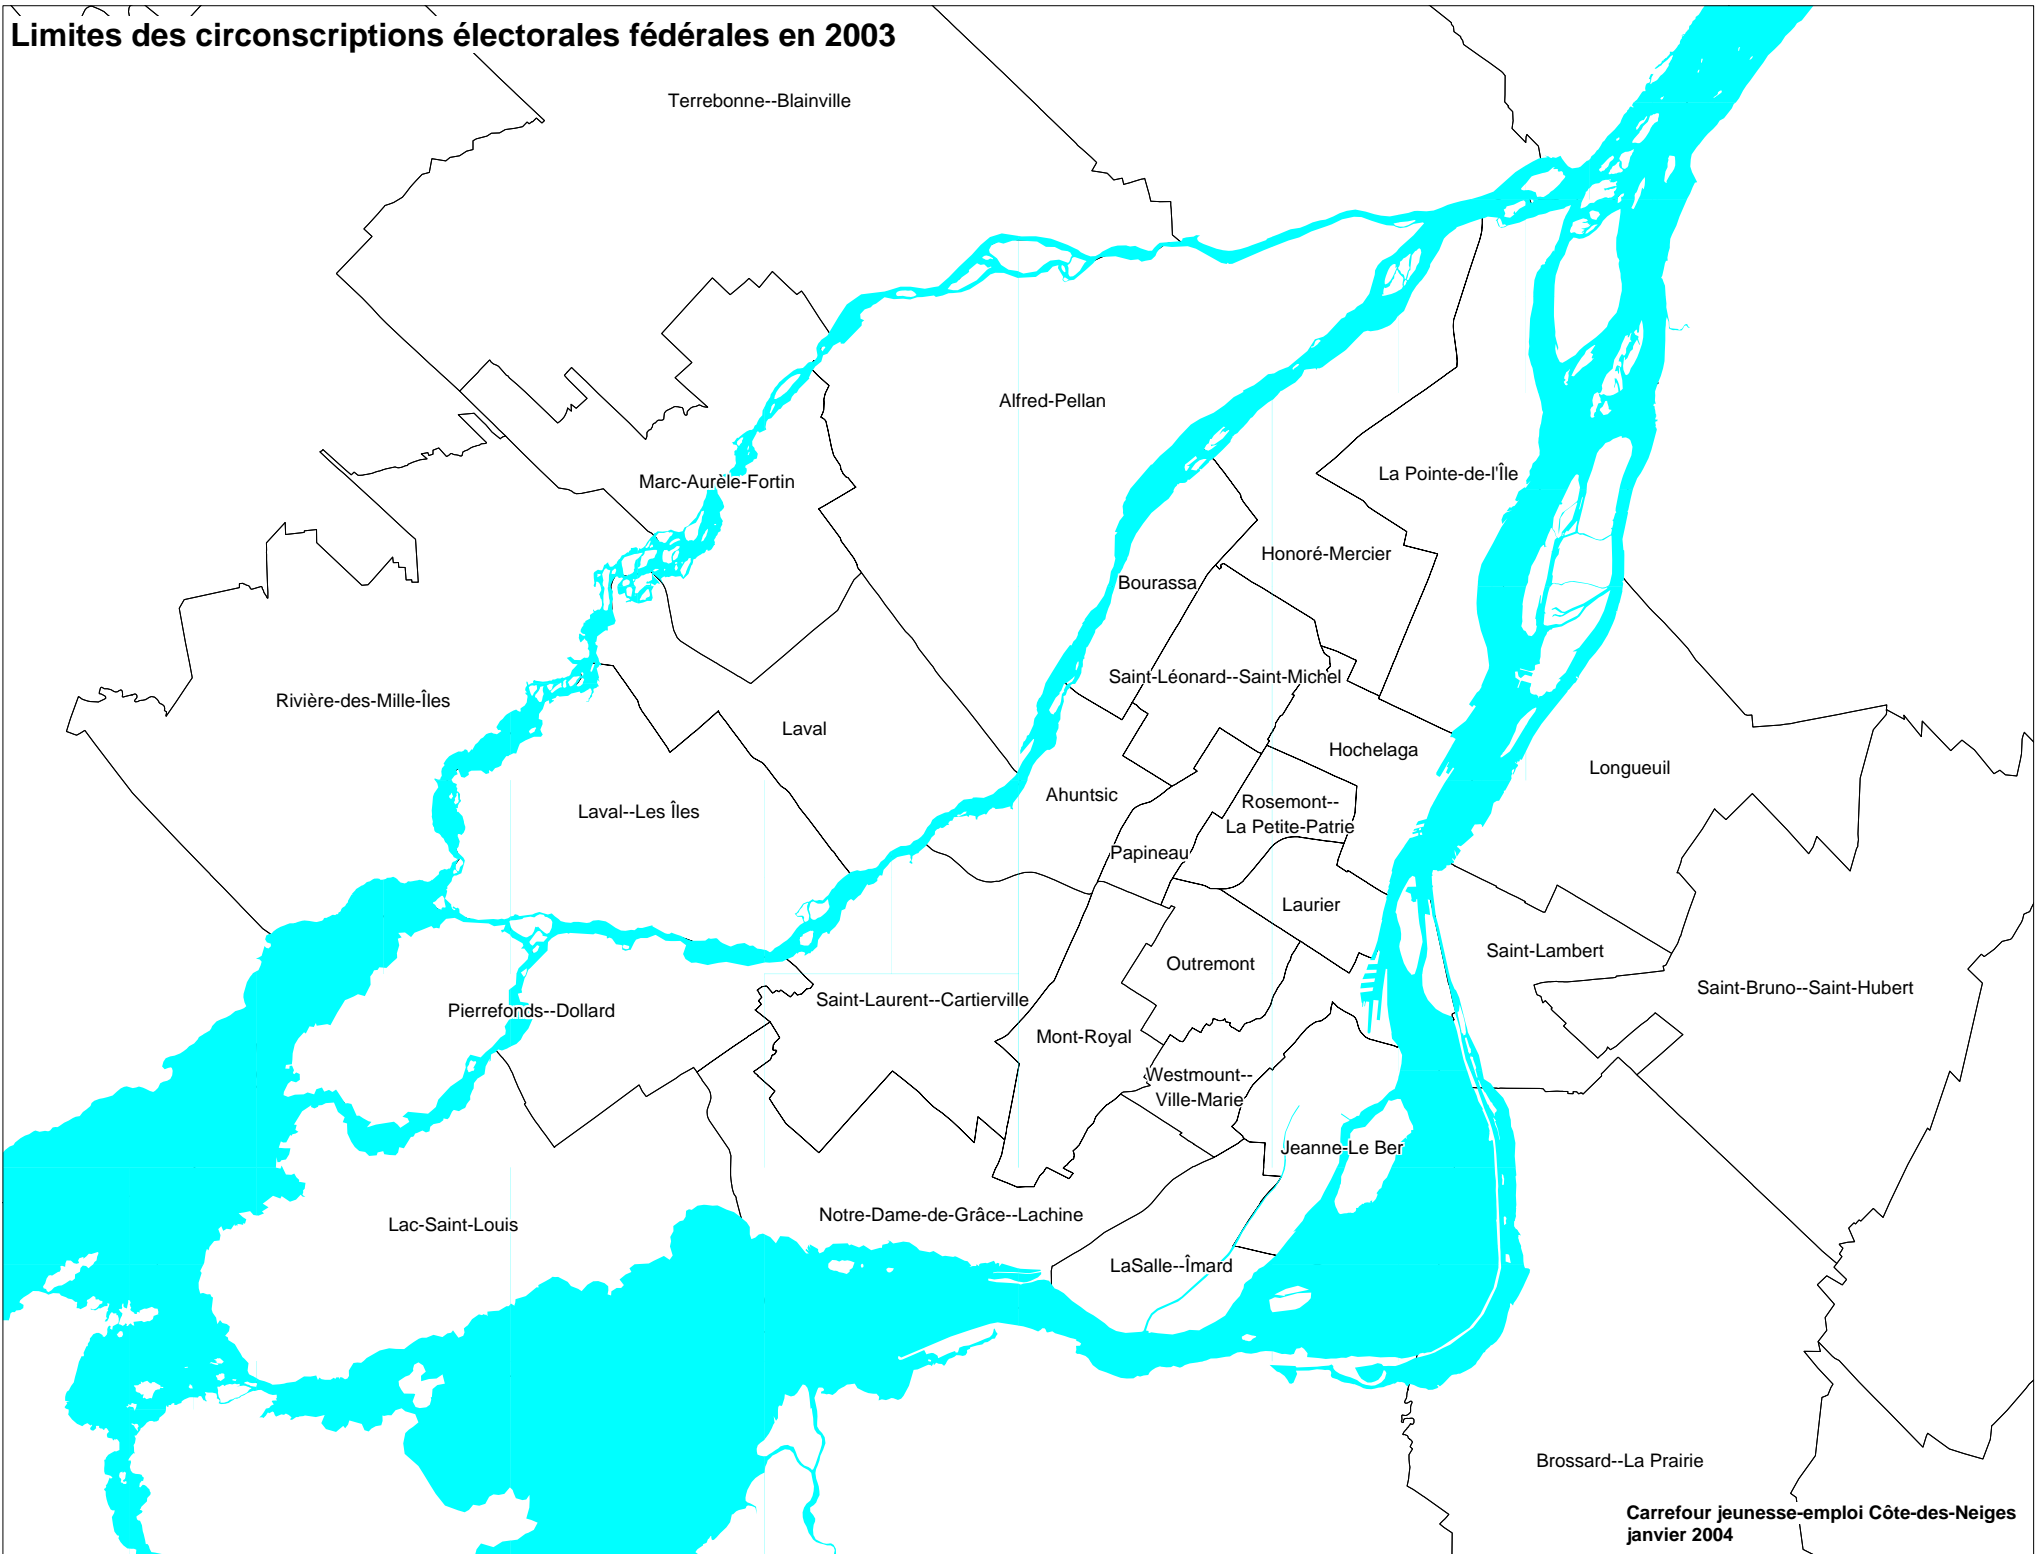 Limites des circonscriptions électorales fédérales en 2003
Terrebonne--Blainville
Alfred-Pellan
La Pointe-de-l'Île
Marc-Aurèle-Fortin
Honoré-Mercier
Bourassa
Saint-Léonard--Saint-Michel
Rivière-des-Mille-Îles
Laval
Hochelaga
Longueuil
Ahuntsic
Rosemont--
La Petite-Patrie
Laval--Les Îles
Papineau
Laurier
Saint-Lambert
Outremont
Saint-Bruno--Saint-Hubert
Saint-Laurent--Cartierville
Pierrefonds--Dollard
Mont-Royal
Westmount--
Ville-Marie
Jeanne-Le Ber
Notre-Dame-de-Grâce--Lachine
Lac-Saint-Louis
LaSalle--Îmard
Brossard--La Prairie
Carrefour jeunesse-emploi Côte-des-Neiges
janvier 2004